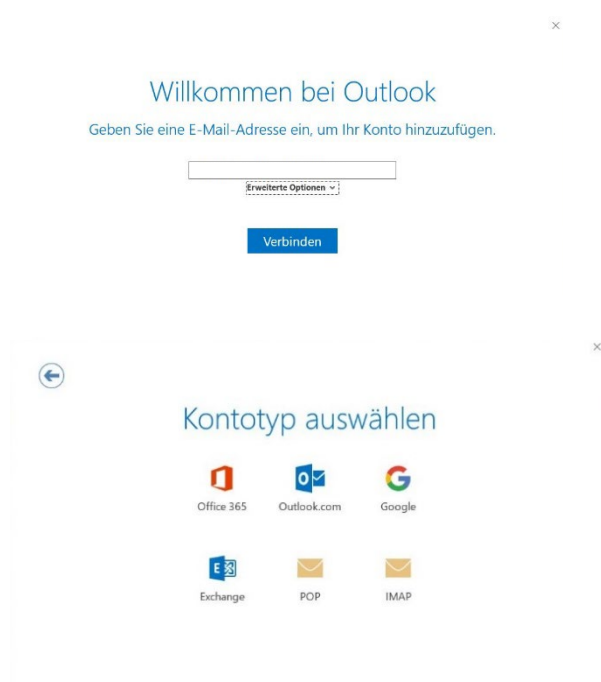 Willkommen bei Outlook
Geben Sie eine E-Mail-Adresse ein, um Ihr Konto hinzuzufügen.
Erweiterte Optionen
Verbinden
Kontotyp auswählen
Office 365 Outlook.com Google
Exchange POP IMAP